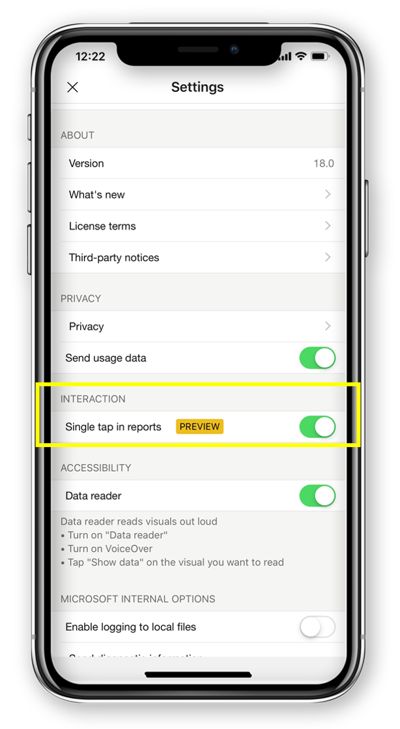 12:22
Settings
ABOUT
Version 18.0
What's new
License terms
Third-party notices
PRIVACY
Privacy
Send usage data
INTERACTION
Single tap in reports PREVIEW
ACCESSIBILITY
Data reader
Data reader reads visuals out loud
• Turn on "Data reader"
• Turn on VoiceOver
• Tap "Show data" on the visual you want to read
MICROSOFT INTERNAL OPTIONS
Enable logging to local files
Send diagnostic information